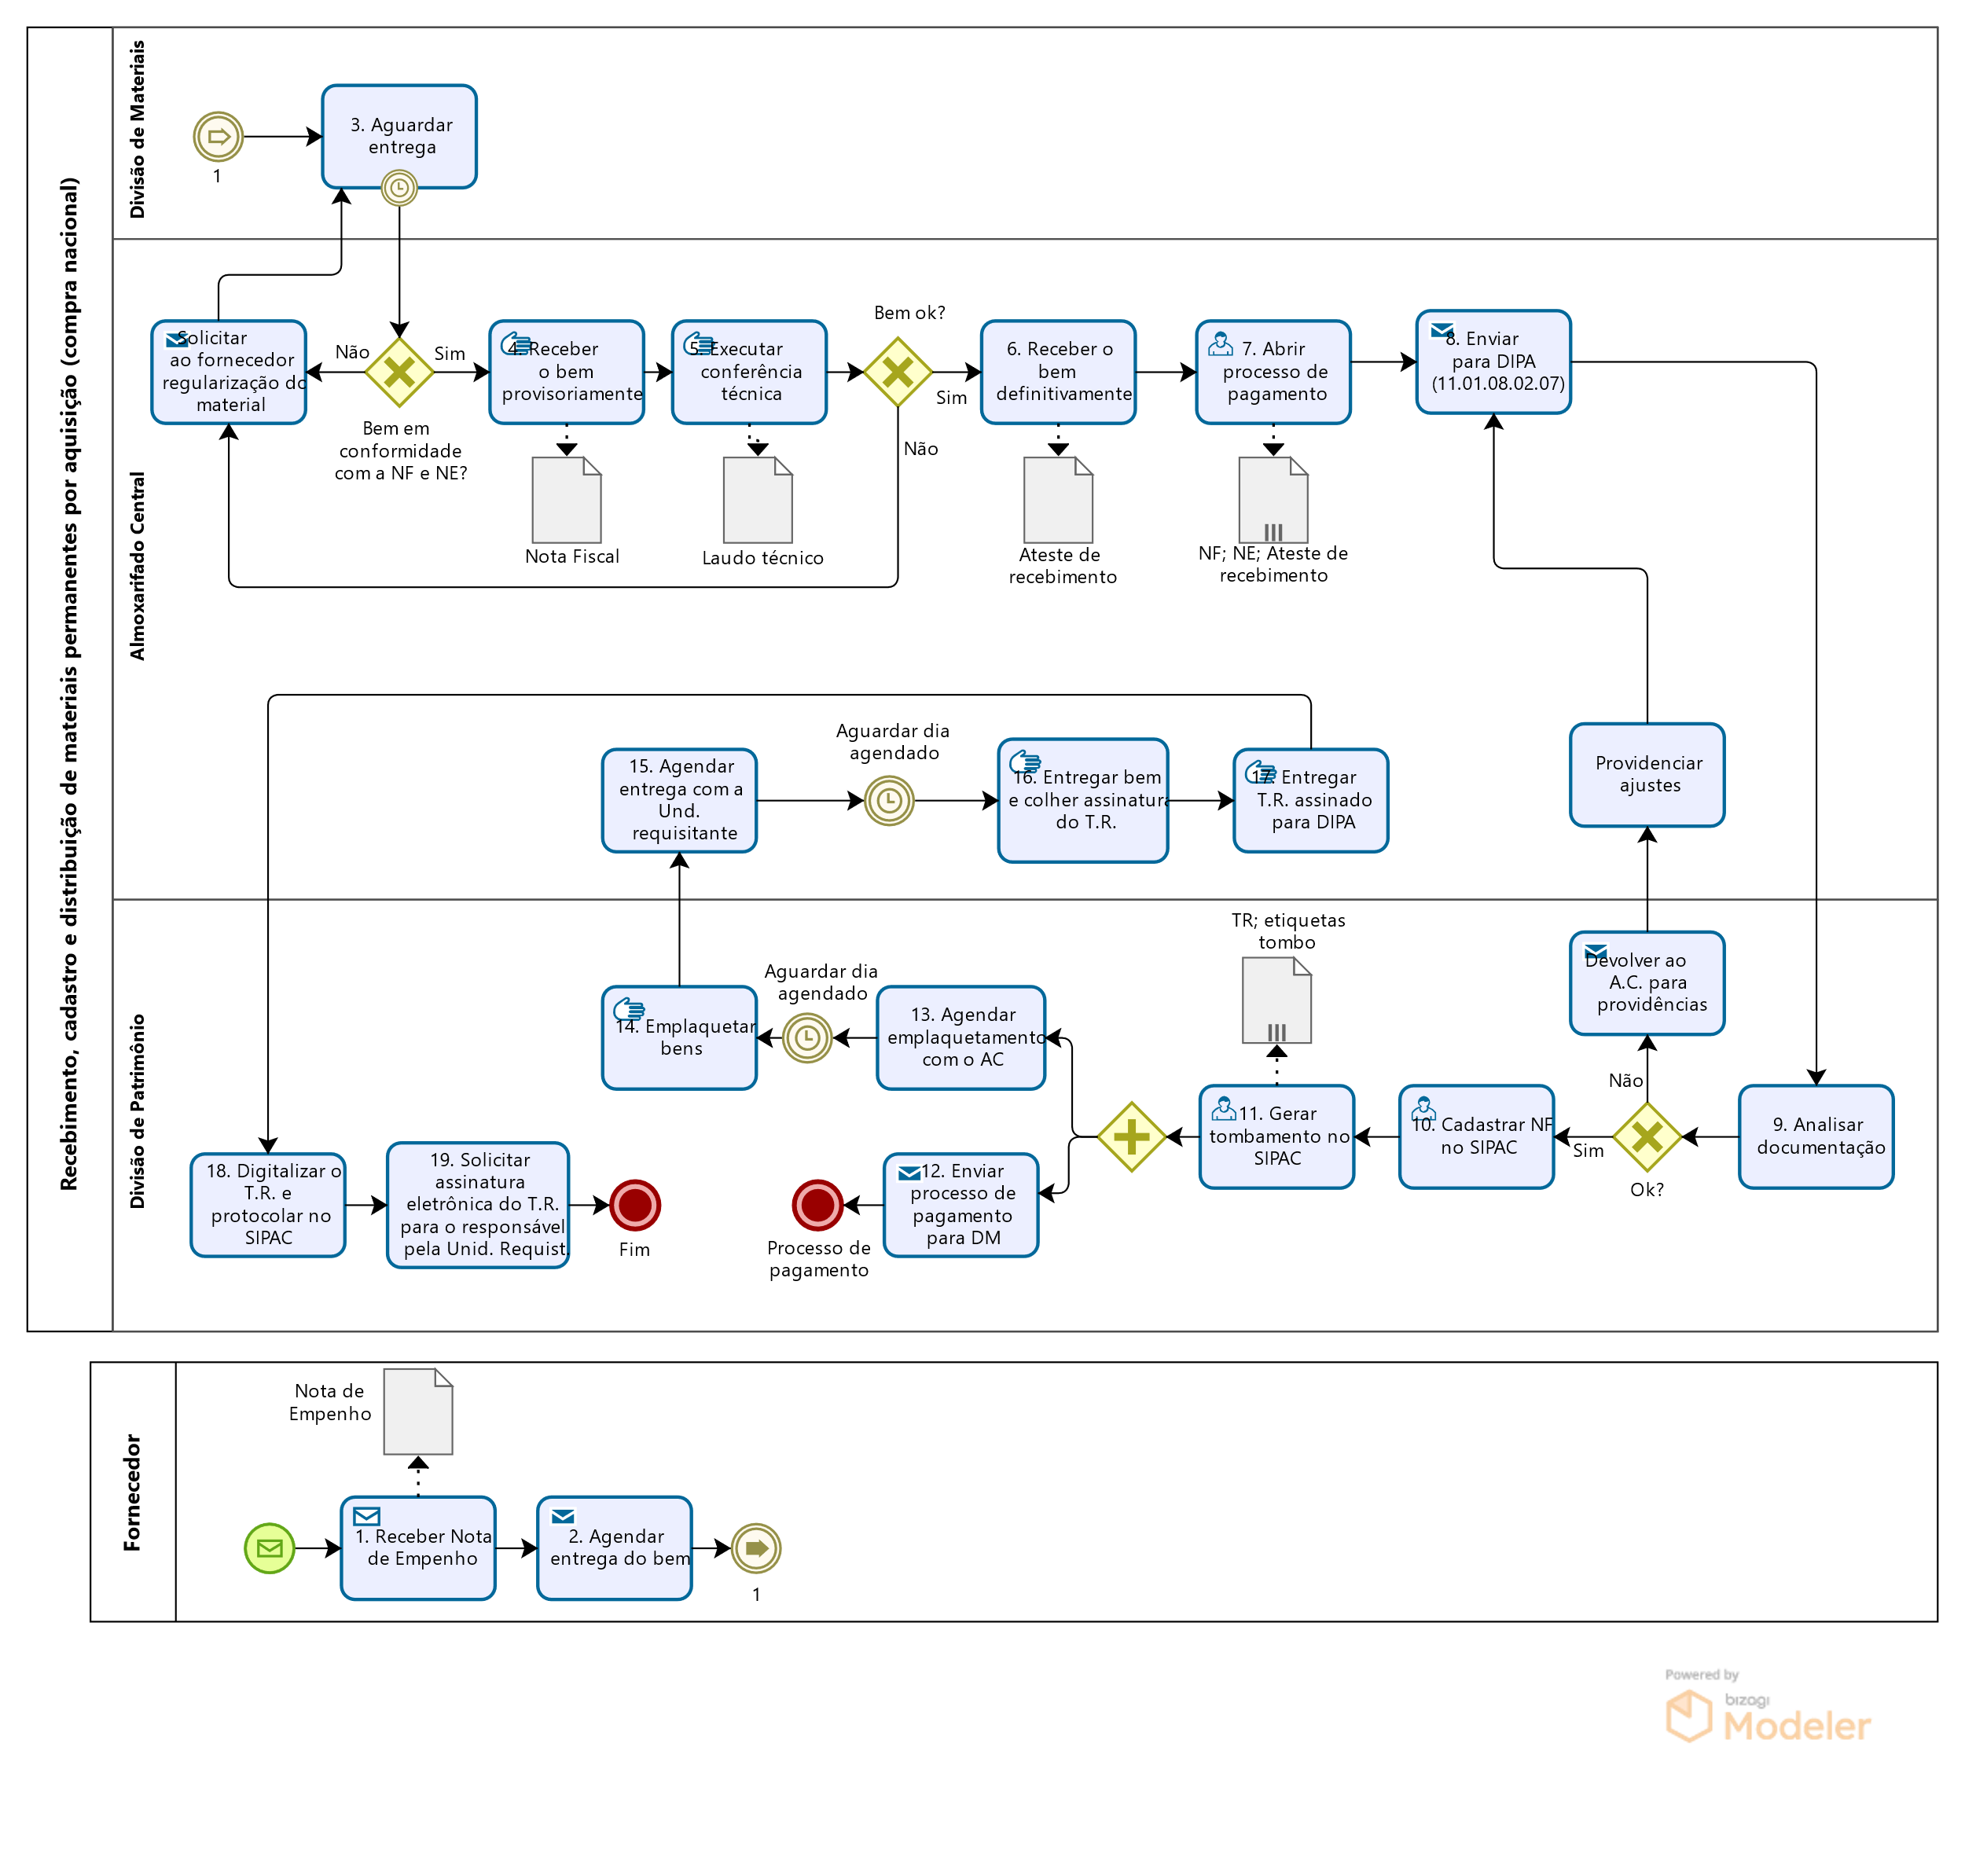 Recebimento, cadastro e distribuição de materiais permanentes por aquisição (compra nacional)
Divisão de Materiais
1
3. Aguardar
entrega
Almoxarifado Central
Solicitar
ao fornecedor
regularização do
material
Não
Sim
Bem em
conformidade
com a NF e NE?
4. Receber
o bem
provisoriamente
Nota Fiscal
5. Executar
conferência
técnica
Laudo técnico
Bem ok?
Sim
Não
6. Receber o
bem
definitivamente
Ateste de
recebimento
7. Abrir
processo de
pagamento
NF; NE; Ateste de
recebimento
8. Enviar
para DIPA
(11.01.08.02.07)
15. Agendar
entrega com a
Und.
requisitante
Aguardar dia
agendado
16. Entregar bem
e colher assinatura
do T.R.
17. Entregar
T.R. assinado
para DIPA
Providenciar
ajustes
Divisão de Patrimônio
TR; etiquetas
tombo
Devolver ao
A.C. para
providências
14. Emplaquetar
bens
Aguardar dia
agendado
13. Agendar
emplaquetamento
com o AC
Não
Sim
Ok?
9. Analisar
documentação
10. Cadastrar NF
no SIPAC
11. Gerar
tombamento no
SIPAC
12. Enviar
processo de
pagamento
para DM
Processo de
pagamento
18. Digitalizar o
T.R. e
protocolar no
SIPAC
19. Solicitar
assinatura
eletrônica do T.R.
para o responsável
pela Unid. Requist.
Fim
Fornecedor
Nota de
Empenho
1. Receber Nota
de Empenho
2. Agendar
entrega do bem
1
Powered by
bizagi
Modeler